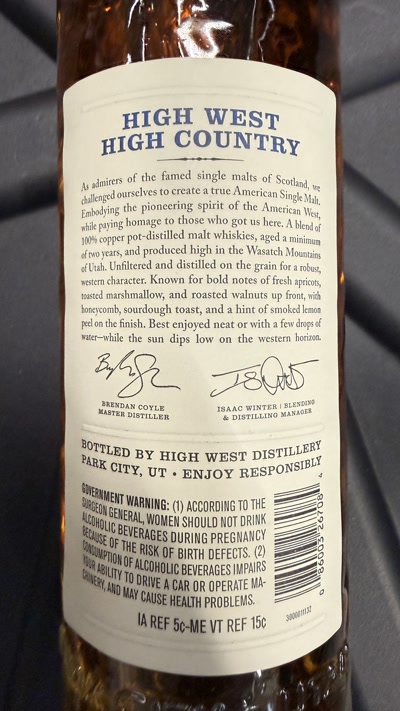 HIGH WEST
HIGH COUNTRY
As admirers of the famed single malts of Scotland, we
challenged ourselves to create a true American Single Malt.
Embodying the pioneering spirit of the American West,
while paying homage to those who got us here. A blend of
100% copper pot-distilled malt whiskies, aged a minimum
of two years, and produced high in the Wasatch Mountains
of Utah. Unfiltered and distilled on the grain for a robust,
western character. Known for bold notes of fresh apricots,
toasted marshmallow, and roasted walnuts up front, with
honeycomb, sourdough toast, and a hint of smoked lemon
peel on the finish. Best enjoyed neat or with a few drops of
water—while the sun dips low on the western horizon.
BRENDAN COYLE
MASTER DISTILLER
ISAAC WINTER | BLENDING
& DISTILLING MANAGER
BOTTLED BY HIGH WEST DISTILLERY
PARK CITY, UT • ENJOY RESPONSIBLY
GOVERNMENT WARNING: (1) ACCORDING TO THE
SURGEON GENERAL, WOMEN SHOULD NOT DRINK
ALCOHOLIC BEVERAGES DURING PREGNANCY
BECAUSE OF THE RISK OF BIRTH DEFECTS. (2)
CONSUMPTION OF ALCOHOLIC BEVERAGES IMPAIRS
YOUR ABILITY TO DRIVE A CAR OR OPERATE MA-
CHINERY, AND MAY CAUSE HEALTH PROBLEMS.
0 86003 26708 4
3000011132
IA REF 5¢-ME VT REF 15¢